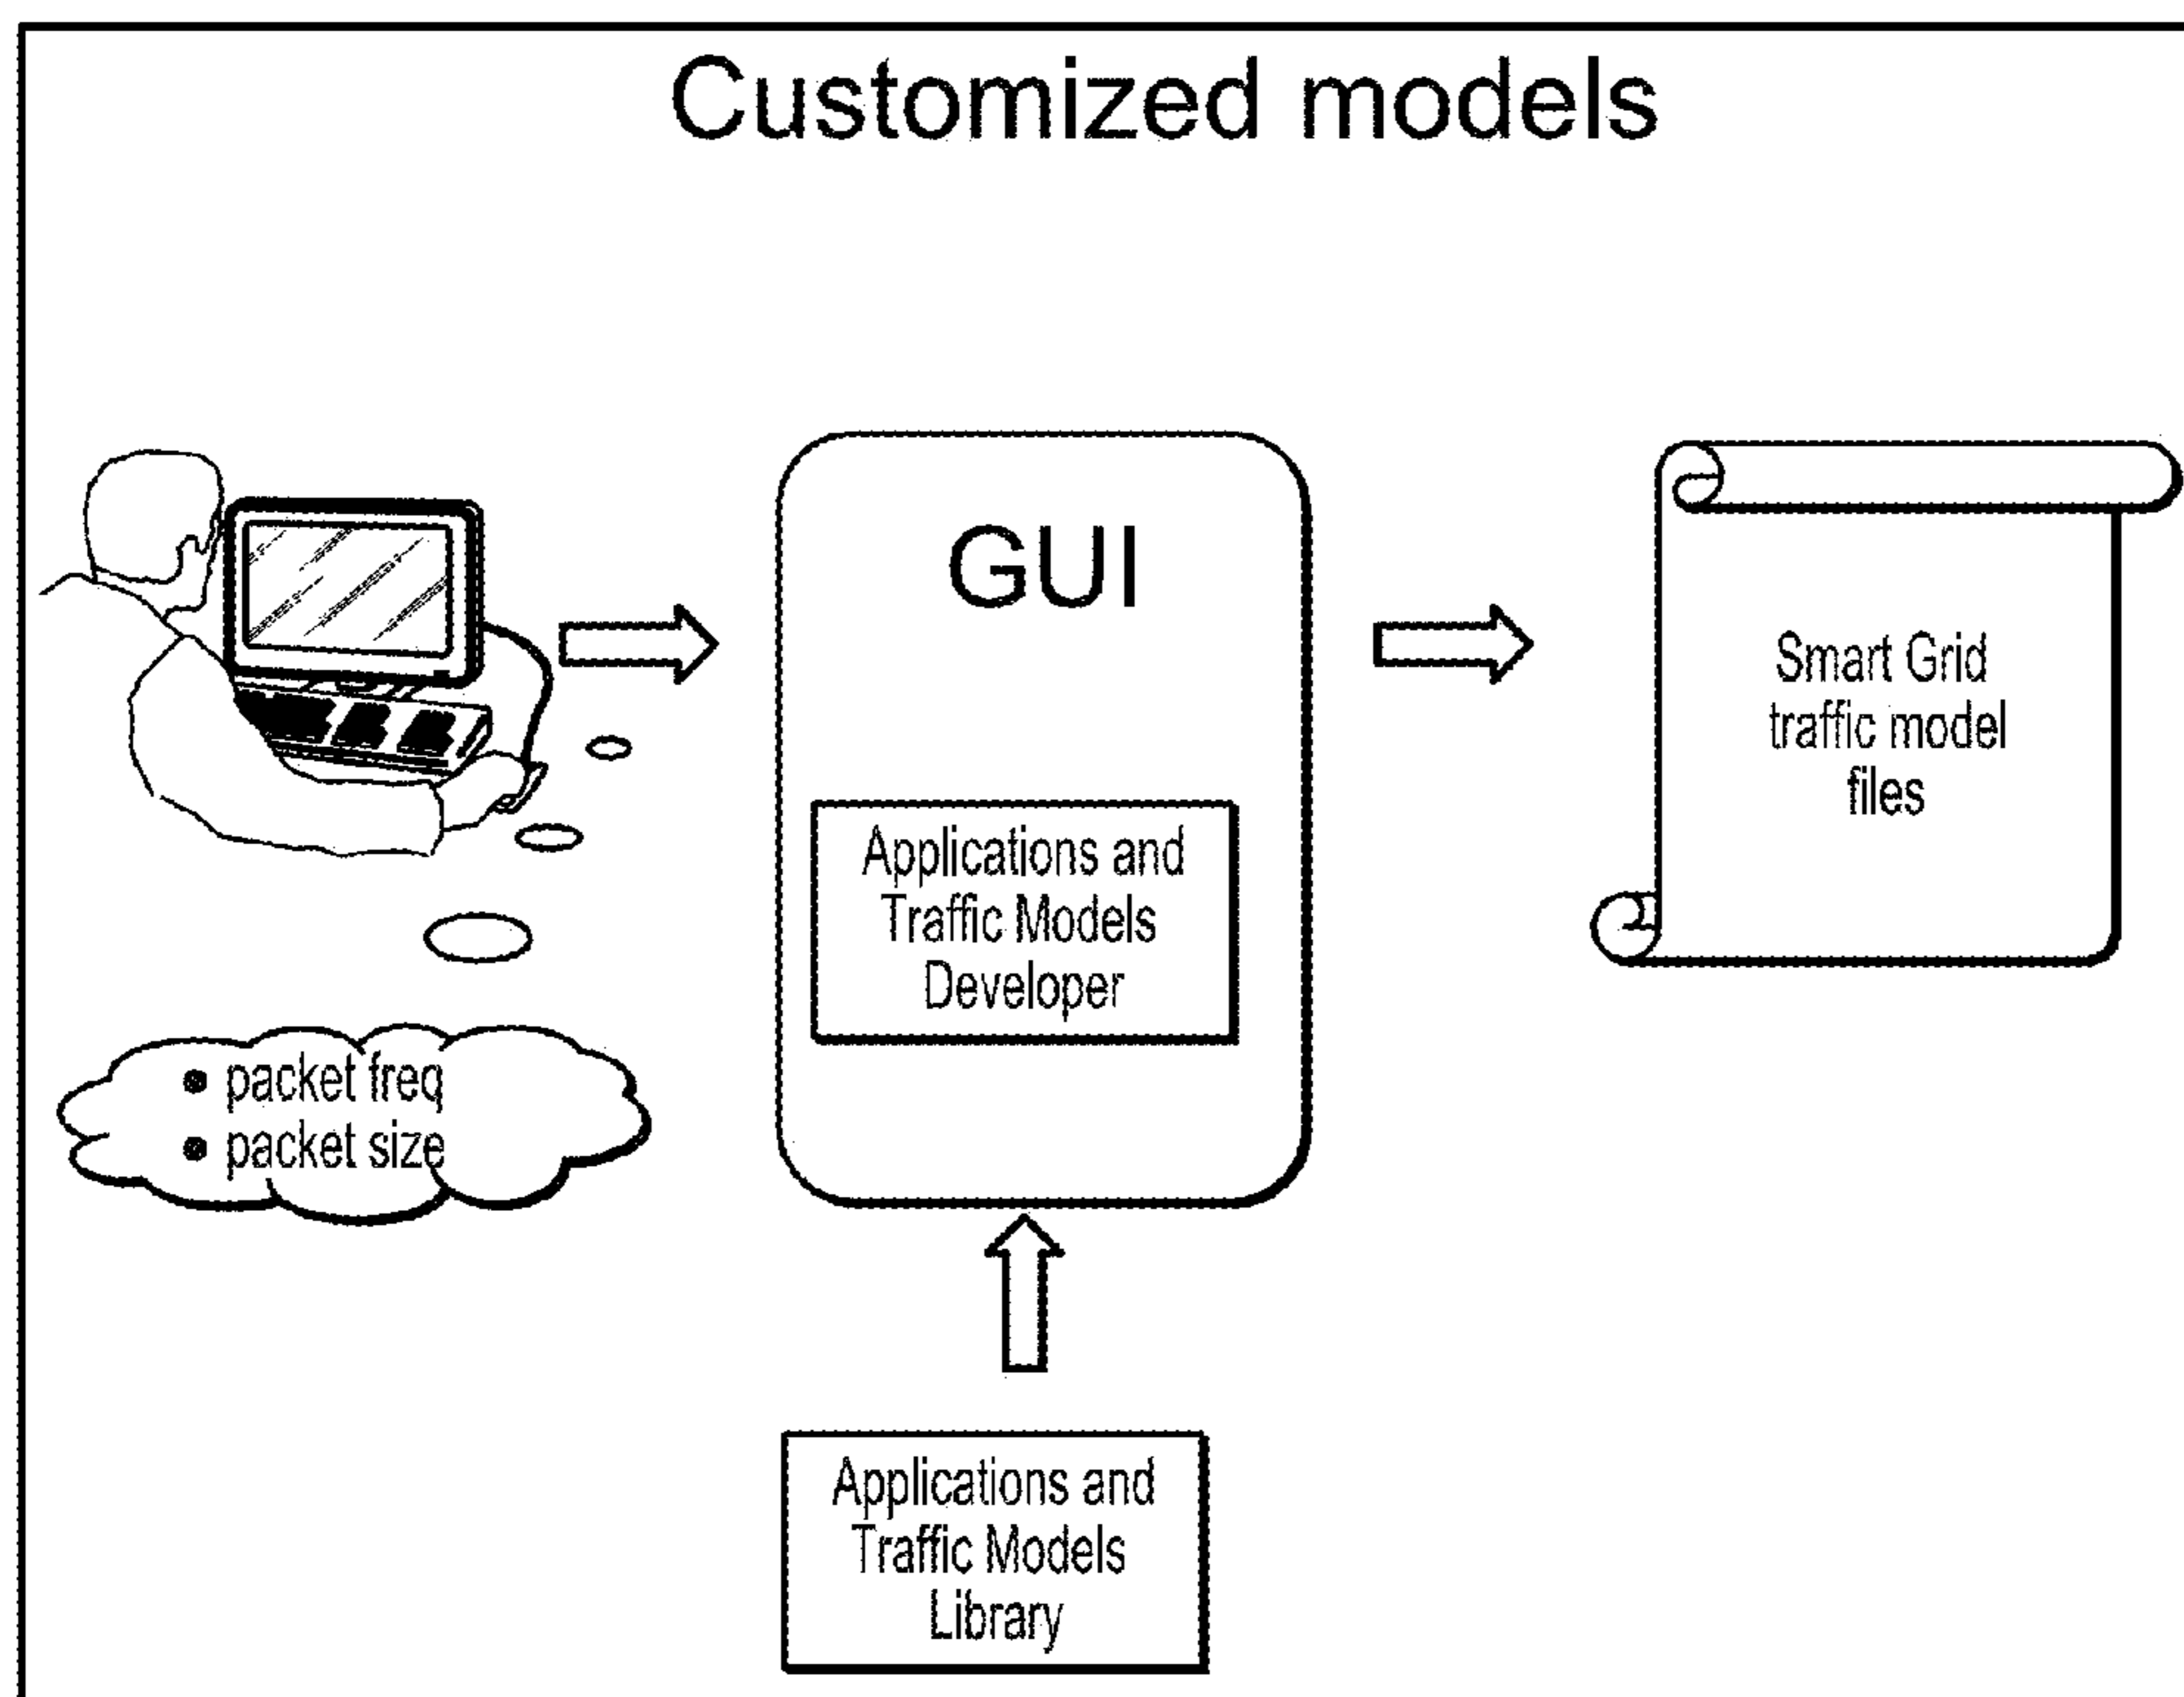 Customized models
GUI
Smart Grid
traffic model
files
Applications and
Traffic Models
Developer
• packet freq
• packet size
Applications and
Traffic Models
Library